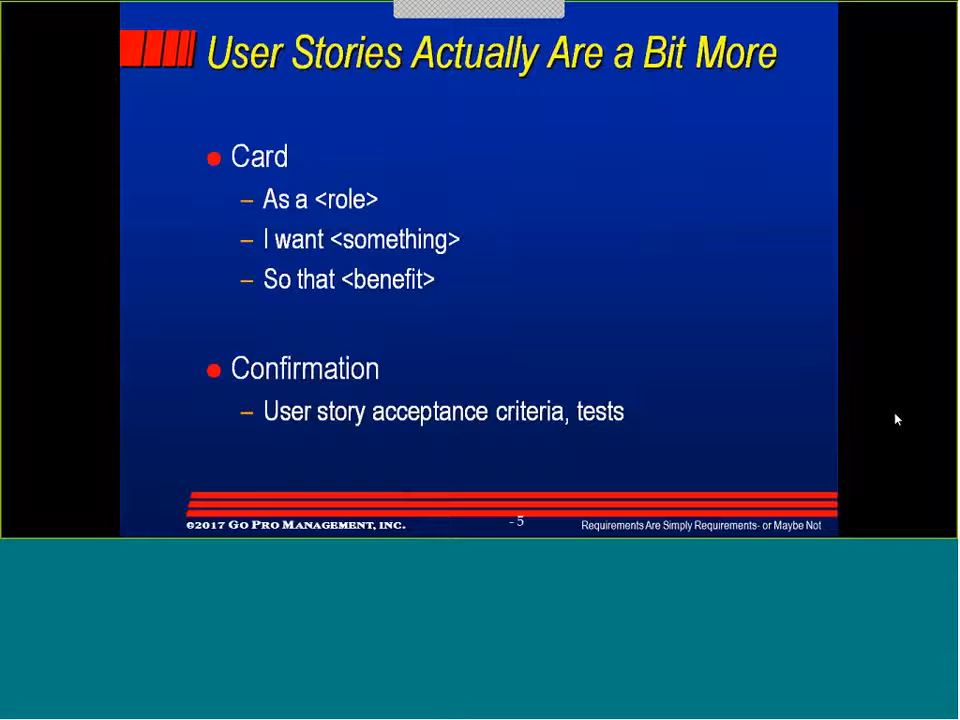 User Stories Actually Are a Bit More
Card
– As a <role>
– I want <something>
– So that <benefit>
Confirmation
– User story acceptance criteria, tests
©2017 GO PRO MANAGEMENT, INC.
- 5
Requirements Are Simply Requirements- or Maybe Not